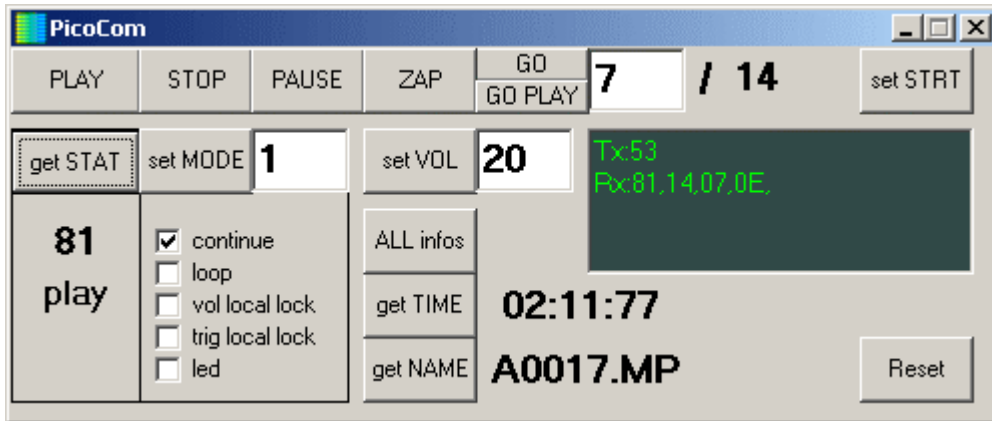 PicoCom
PLAY STOP PAUSE ZAP GO 7 / 14 set STRT
GO PLAY
get STAT set MODE 1 set VOL 20
Tx:53
Rx:81,14,07,0E,
81
play
continue
loop
vol local lock
trig local lock
led
ALL infos
get TIME 02:11:77
get NAME A0017.MP
Reset